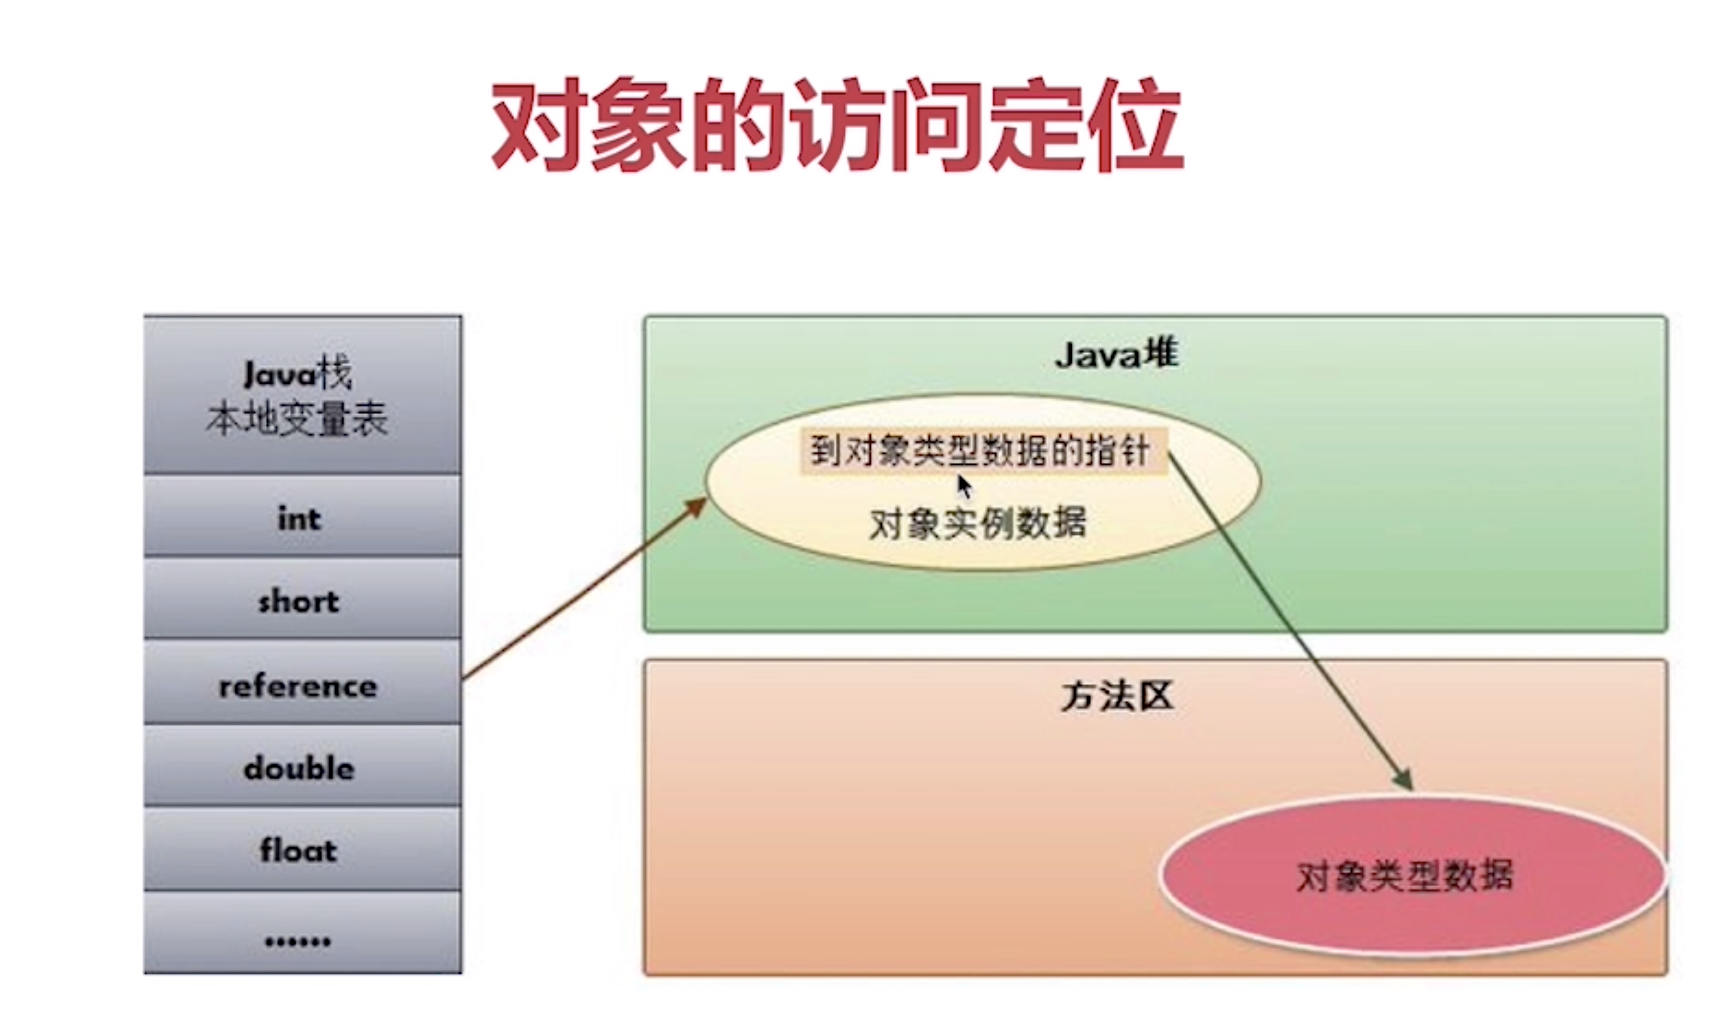 对象的访问定位
Java栈
本地变量表
int
short
reference
double
float
……
Java堆
到对象类型数据的指针
对象实例数据
方法区
对象类型数据